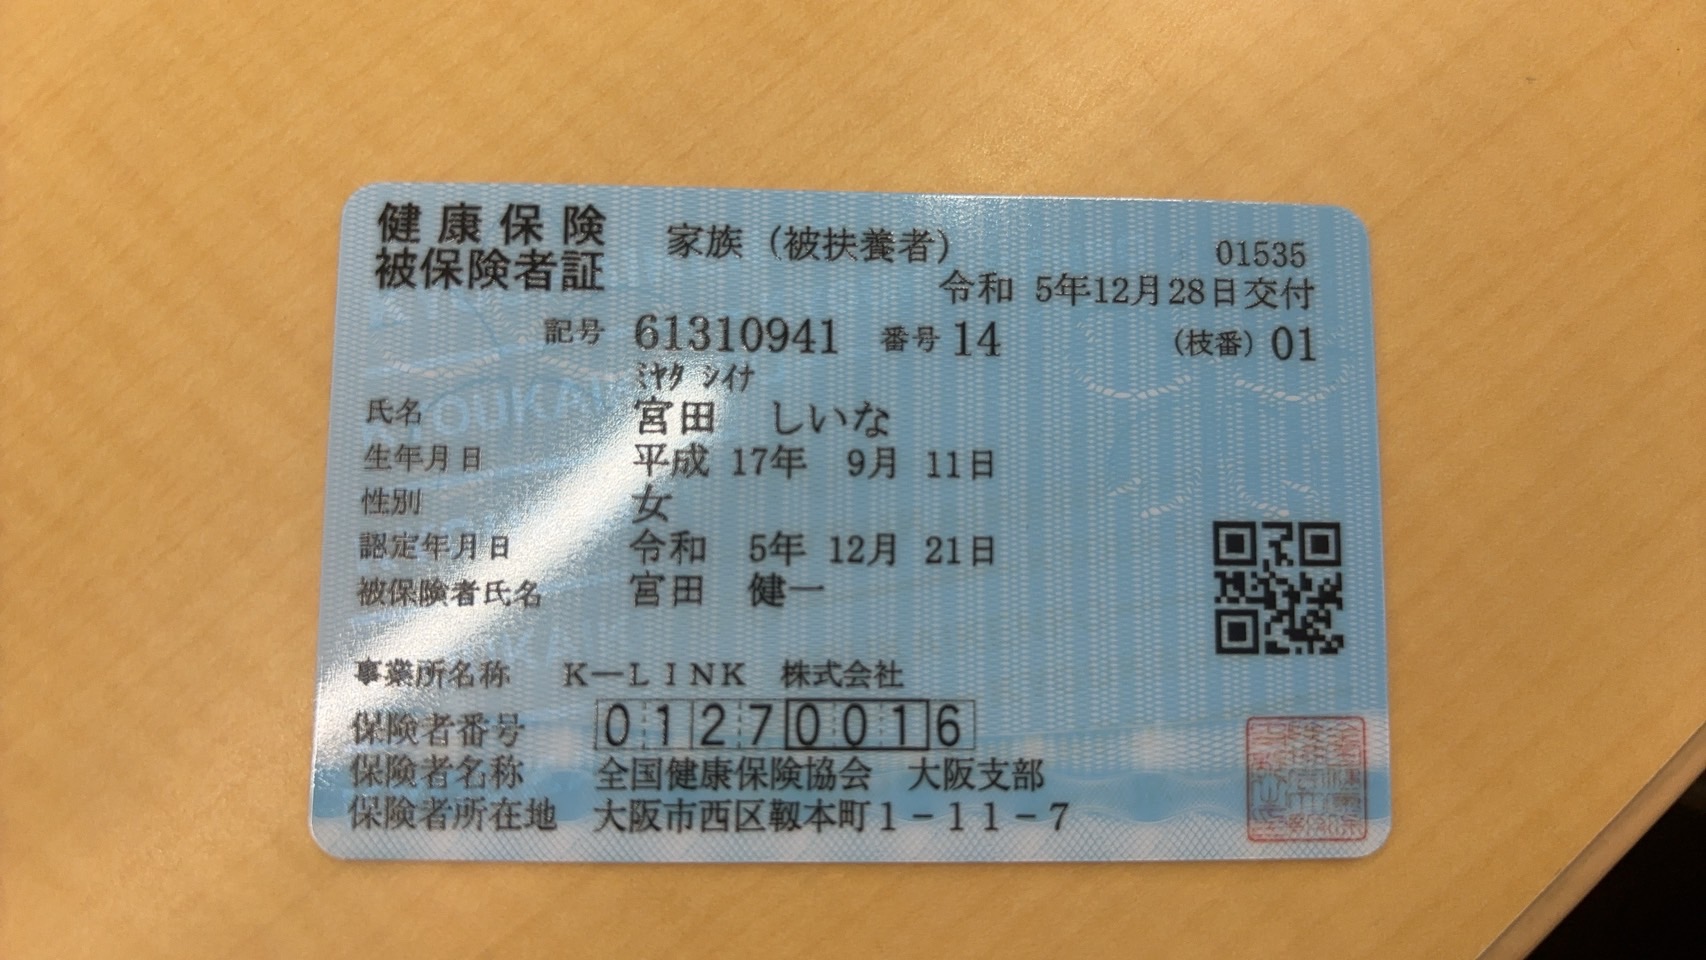 健康保険
被保険者証
家族（被扶養者）
01535
令和 5年12月28日交付
記号 61310941 番号 14 （枝番）01
ﾐﾔﾀ ｼｲﾅ
氏名 宮田 しいな
生年月日 平成 17年 9月 11日
性別 女
認定年月日 令和 5年 12月 21日
被保険者氏名 宮田 健一
事業所名称 K－LINK 株式会社
保険者番号 01270016
保険者名称 全国健康保険協会 大阪支部
保険者所在地 大阪市西区靱本町1－11－7